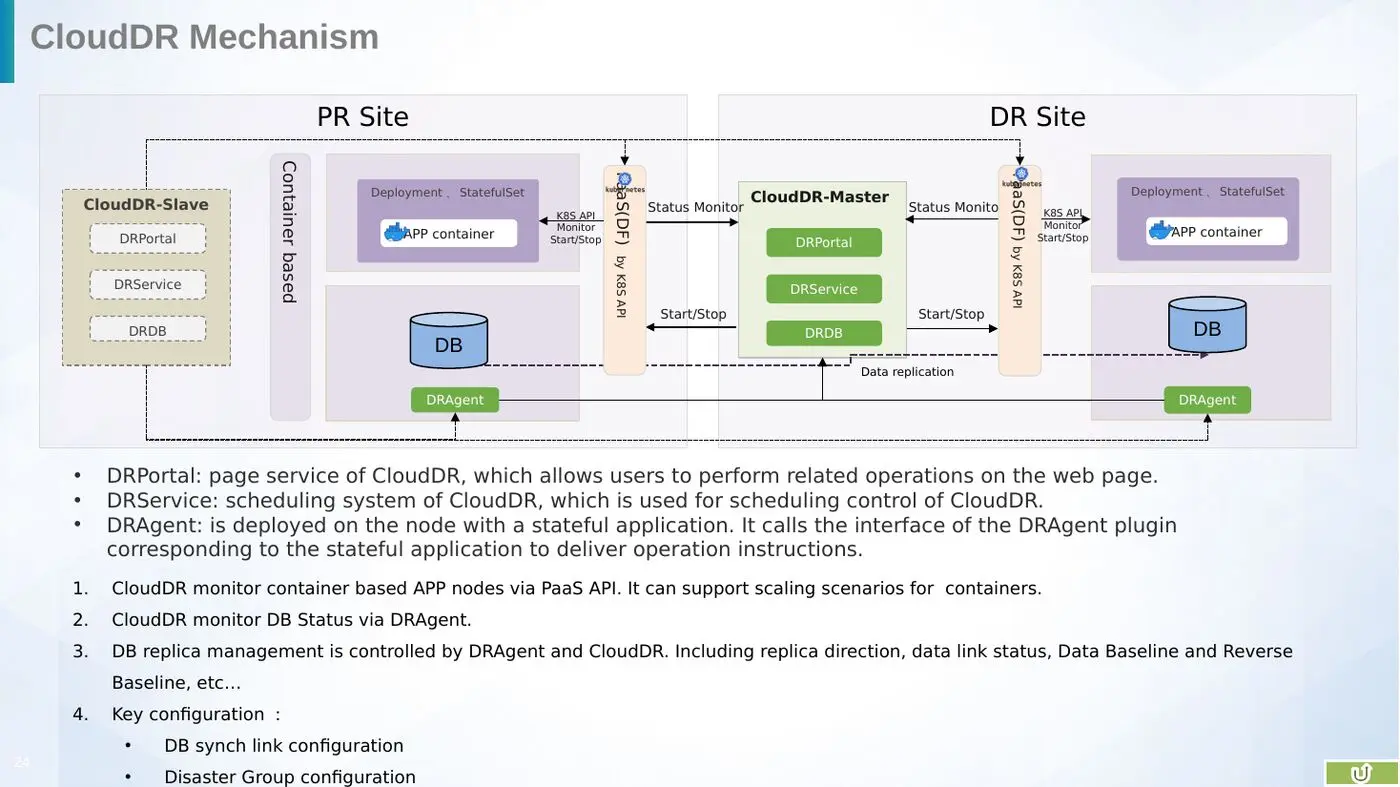 CloudDR Mechanism
PR Site
DR Site
CloudDR-Slave
DRPortal
DRService
DRDB
Container based
Deployment 、 StatefulSet
APP container
K8S API
Monitor
Start/Stop
DB
DRAgent
kubernetes
aaS(DF) by K8S API
Status Monitor
Start/Stop
CloudDR-Master
DRPortal
DRService
DRDB
Status Monito
Start/Stop
Data replication
kubernetes
aaS(DF) by K8S API
K8S API
Monitor
Start/Stop
Deployment 、 StatefulSet
APP container
DB
DRAgent
• DRPortal: page service of CloudDR, which allows users to perform related operations on the web page.
• DRService: scheduling system of CloudDR, which is used for scheduling control of CloudDR.
• DRAgent: is deployed on the node with a stateful application. It calls the interface of the DRAgent plugin
corresponding to the stateful application to deliver operation instructions.
1. CloudDR monitor container based APP nodes via PaaS API. It can support scaling scenarios for containers.
2. CloudDR monitor DB Status via DRAgent.
3. DB replica management is controlled by DRAgent and CloudDR. Including replica direction, data link status, Data Baseline and Reverse
Baseline, etc…
4. Key configuration :
• DB synch link configuration
• Disaster Group configuration
24